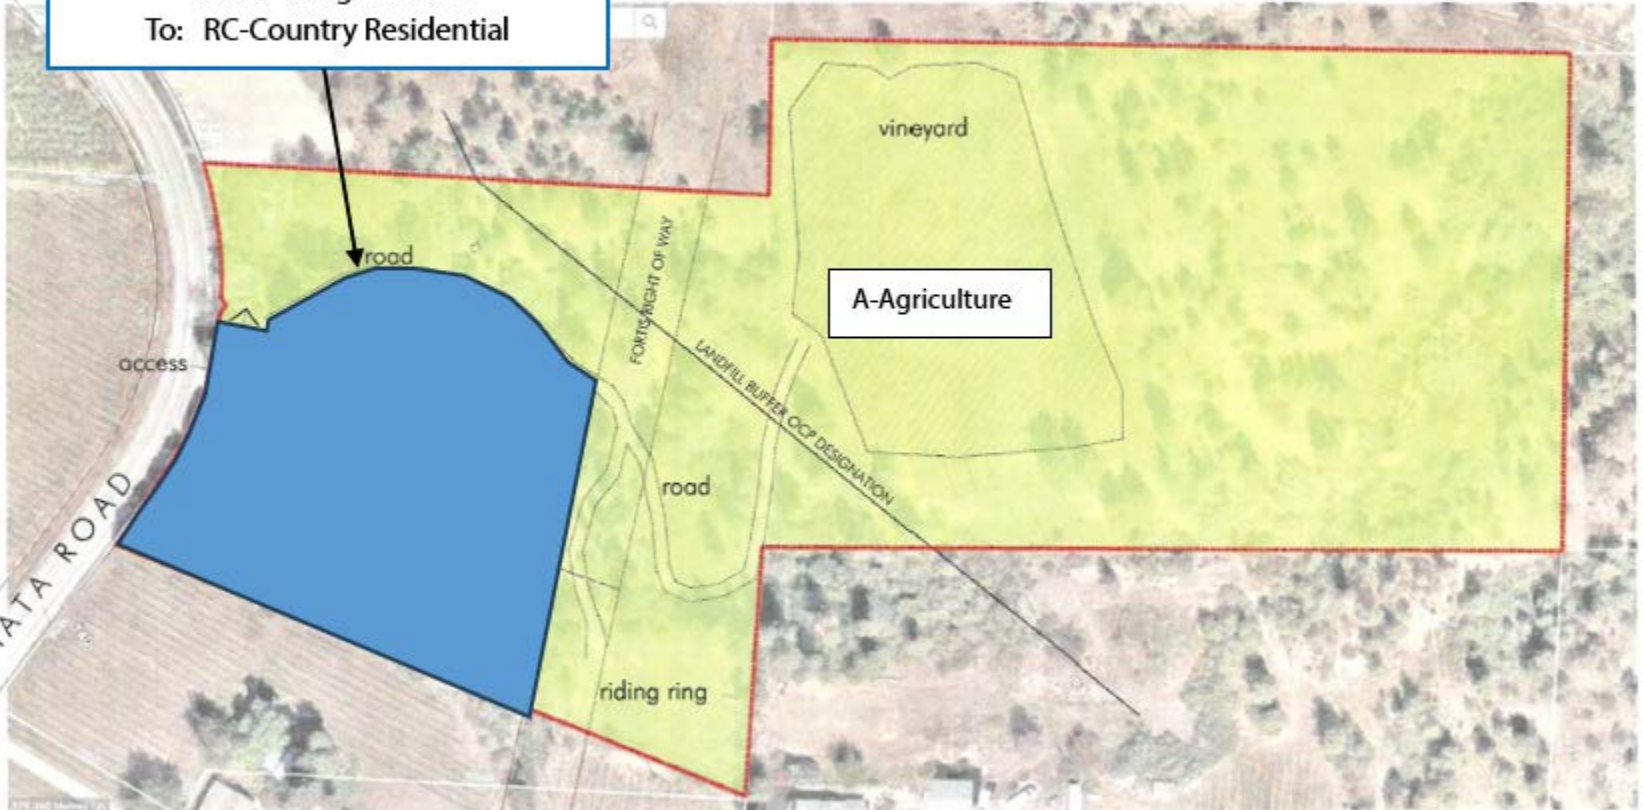 To: RC-Country Residential
vineyard
road
A-Agriculture
FORTIS RIGHT OF WAY
access
LANDFILL BUFFER OCP DESIGNATION
road
ATA ROAD
riding ring